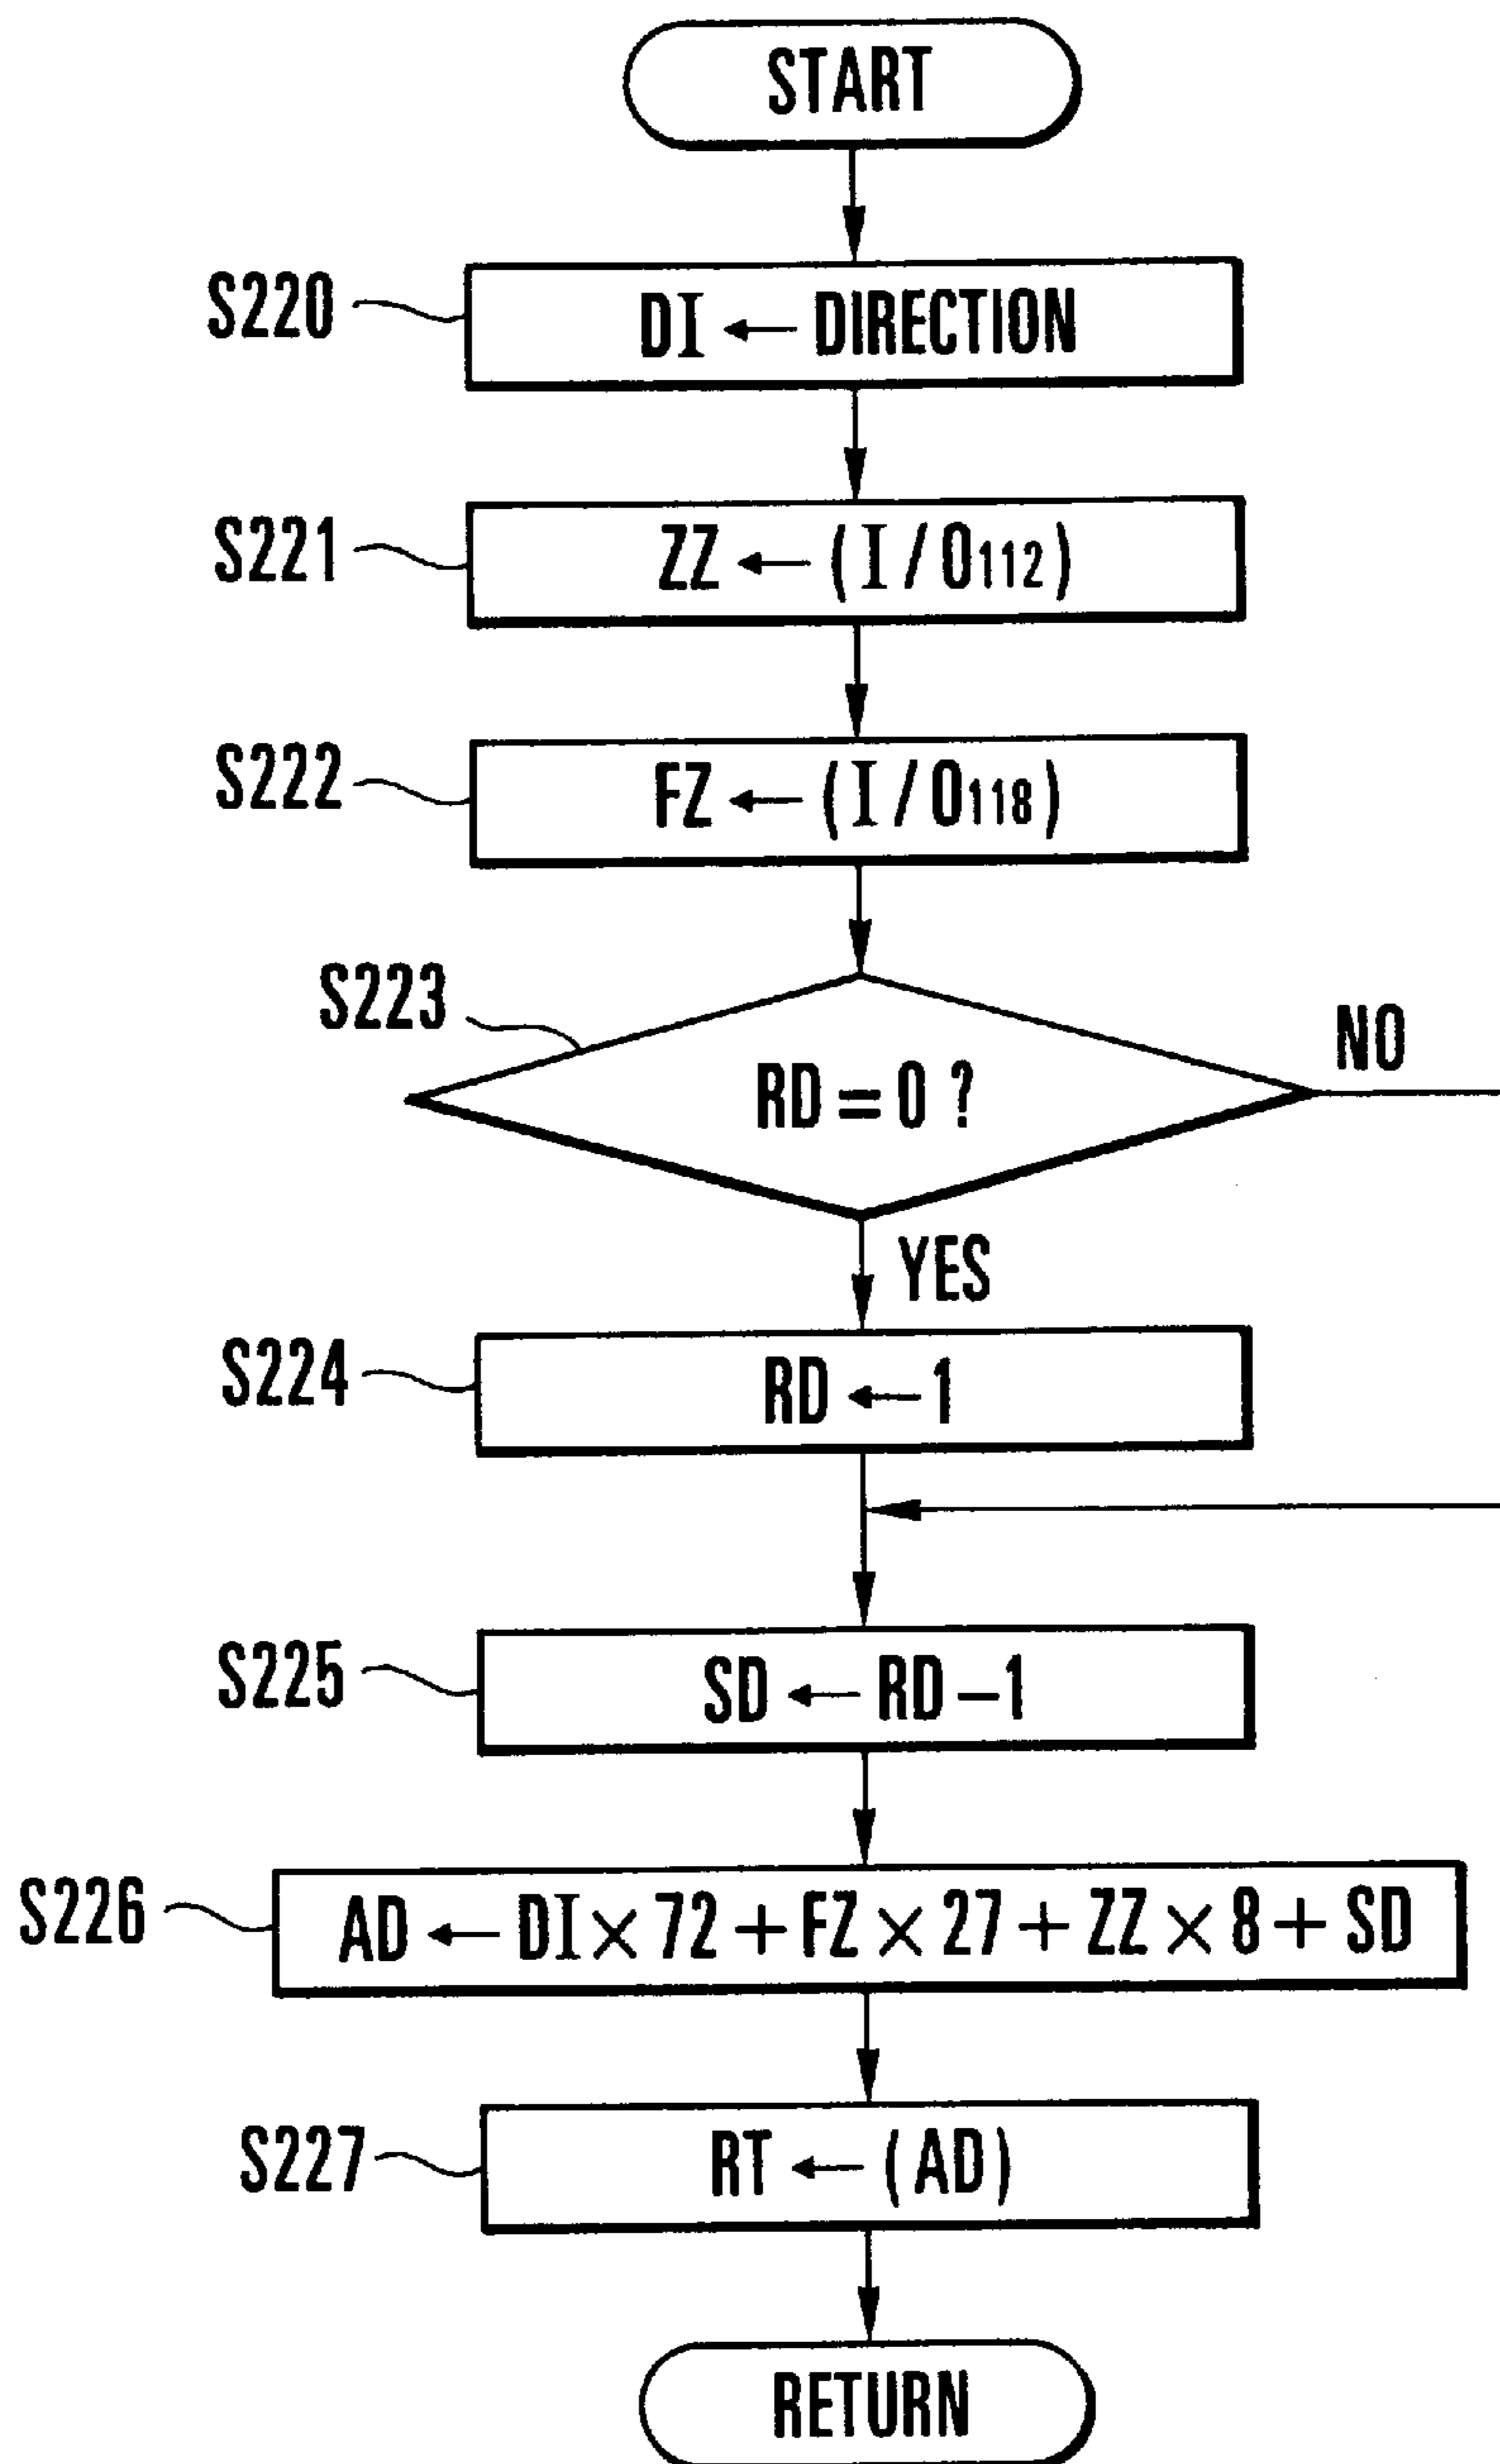 START
S220
DI ← DIRECTION
S221
ZZ ← (I/O112)
S222
FZ ← (I/O118)
S223
RD = 0 ?
NO
YES
S224
RD ← 1
S225
SD ← RD − 1
S226
AD ← DI × 72 + FZ × 27 + ZZ × 8 + SD
S227
RT ← (AD)
RETURN